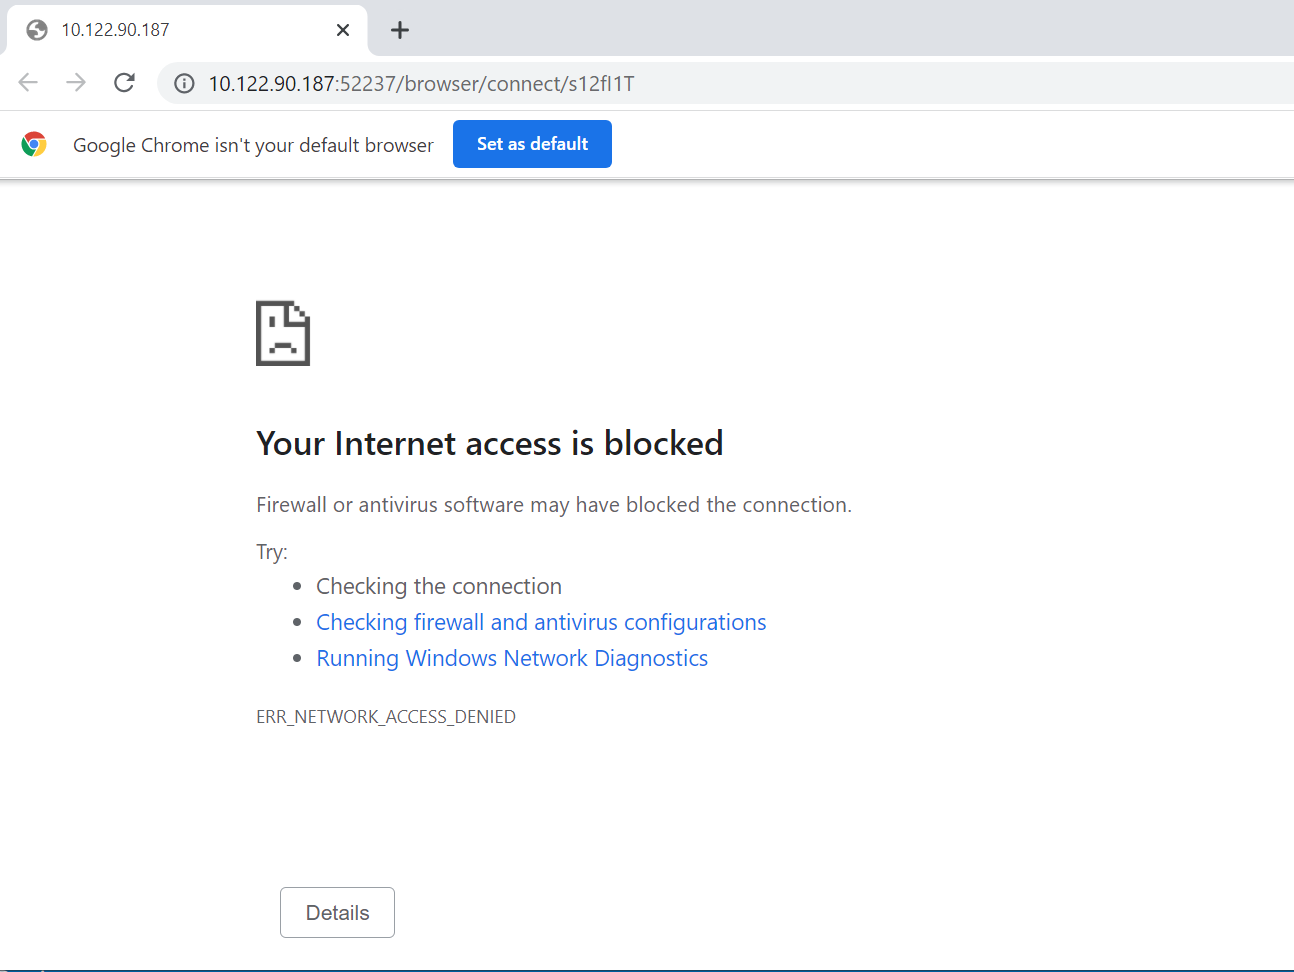 10.122.90.187
10.122.90.187:52237/browser/connect/s12fl1T
Google Chrome isn't your default browser
Set as default
Your Internet access is blocked
Firewall or antivirus software may have blocked the connection.
Try:
Checking the connection
Checking firewall and antivirus configurations
Running Windows Network Diagnostics
ERR_NETWORK_ACCESS_DENIED
Details